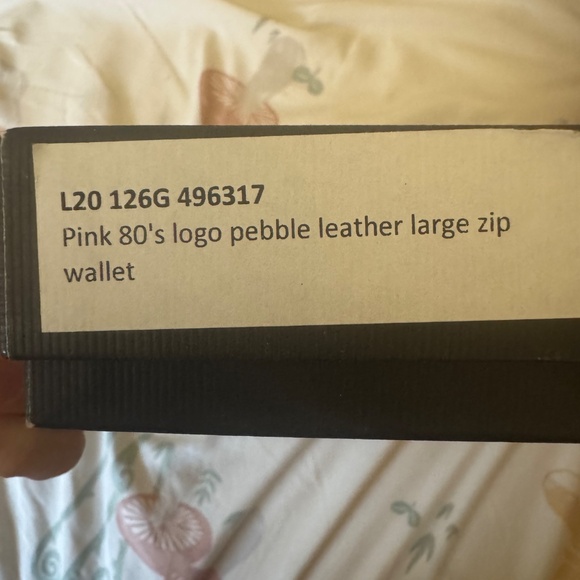 L20 126G 496317
Pink 80's logo pebble leather large zip
wallet